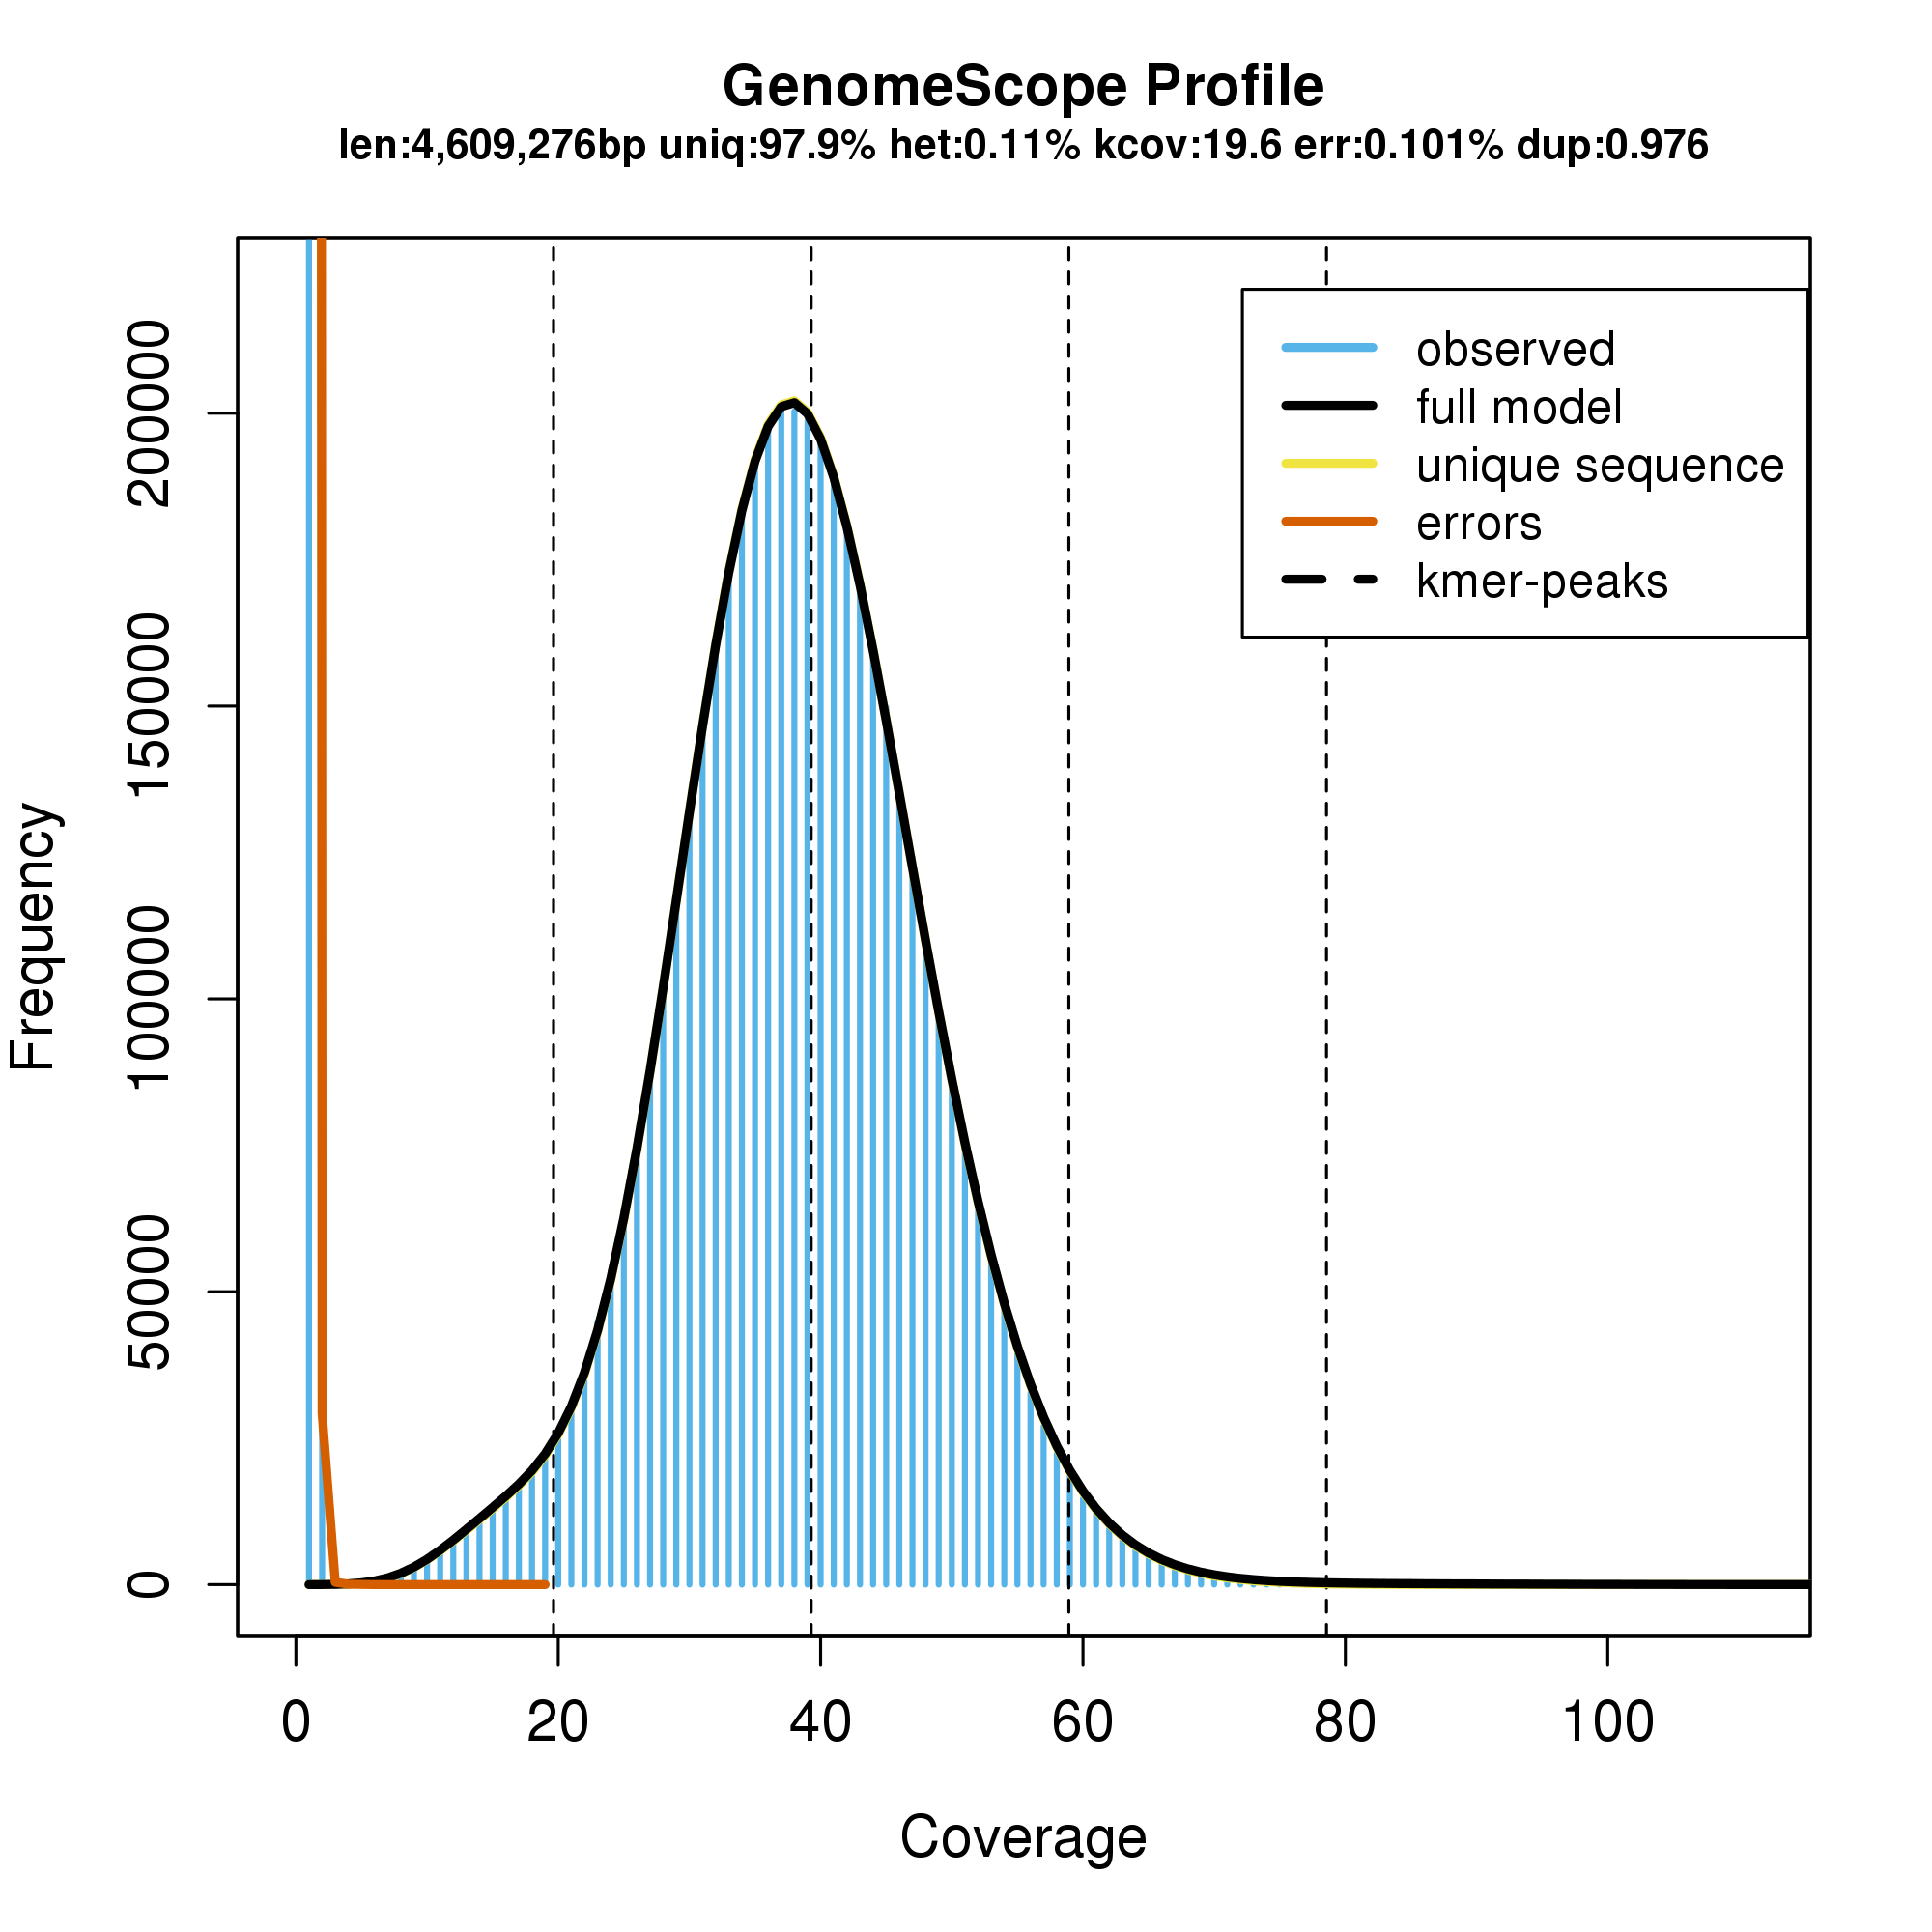 GenomeScope Profile
len:4,609,276bp uniq:97.9% het:0.11% kcov:19.6 err:0.101% dup:0.976
observed
full model
unique sequence
errors
kmer-peaks
Frequency
200000
150000
100000
50000
0
0 20 40 60 80 100
Coverage